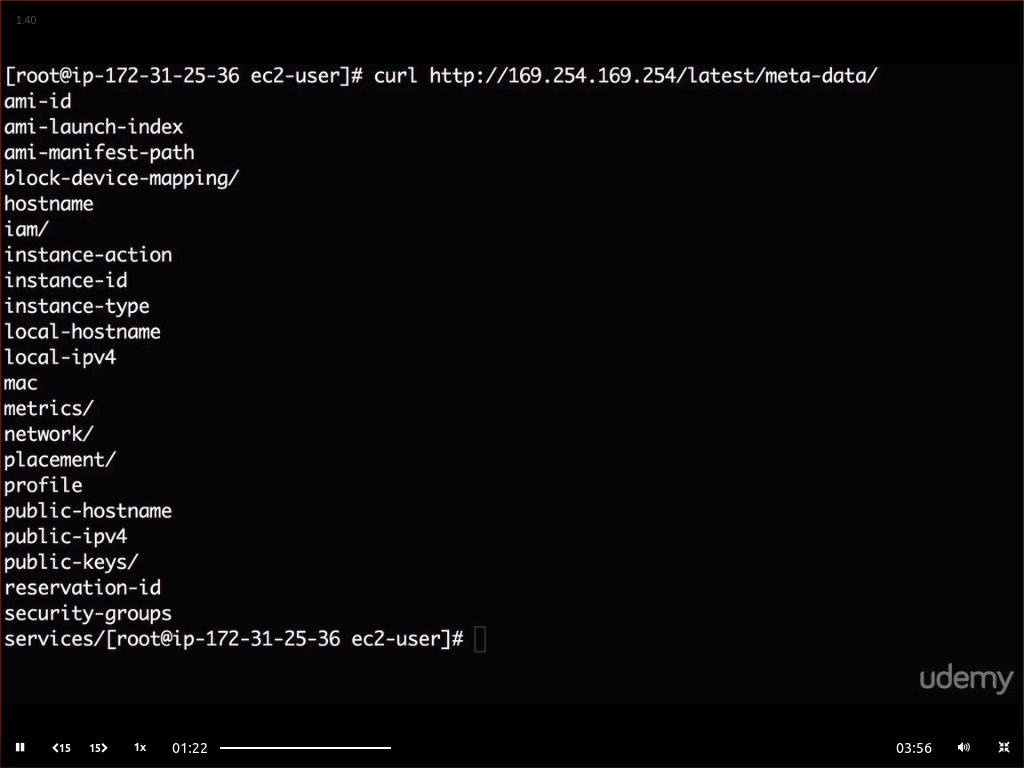 1.40
[root@ip-172-31-25-36 ec2-user]# curl http://169.254.169.254/latest/meta-data/
ami-id
ami-launch-index
ami-manifest-path
block-device-mapping/
hostname
iam/
instance-action
instance-id
instance-type
local-hostname
local-ipv4
mac
metrics/
network/
placement/
profile
public-hostname
public-ipv4
public-keys/
reservation-id
security-groups
services/[root@ip-172-31-25-36 ec2-user]#
udemy
15 15 1x 01:22 03:56